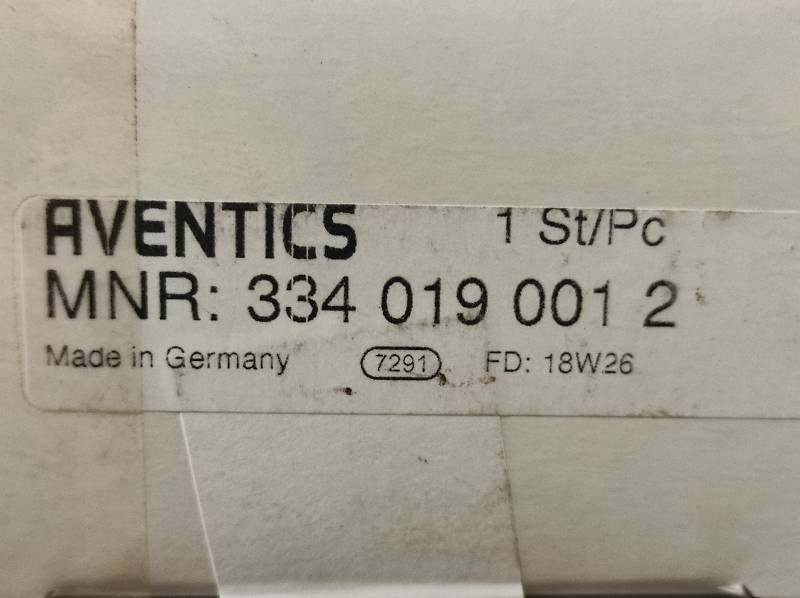 AVENTICS 1 St/Pc
MNR: 334 019 001 2
Made in Germany 7291 FD: 18W26